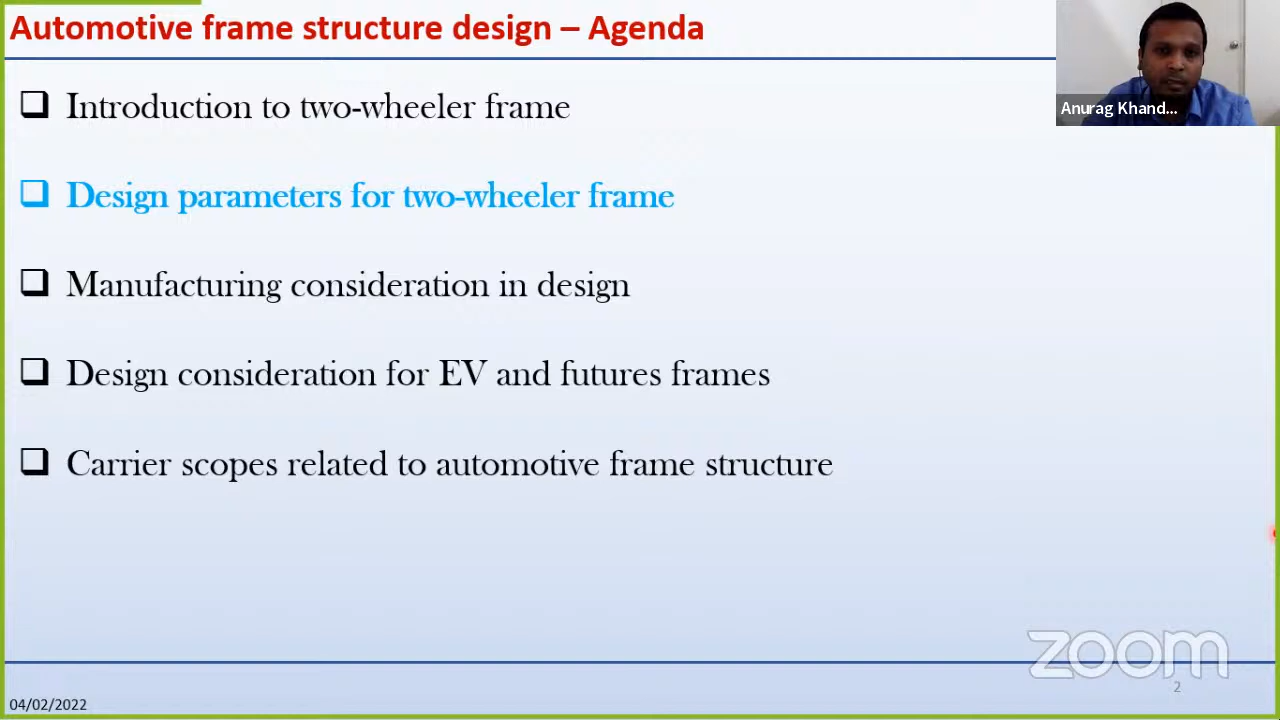 Automotive frame structure design – Agenda
Anurag Khand...
Introduction to two-wheeler frame
Design parameters for two-wheeler frame
Manufacturing consideration in design
Design consideration for EV and futures frames
Carrier scopes related to automotive frame structure
zoom
2
04/02/2022